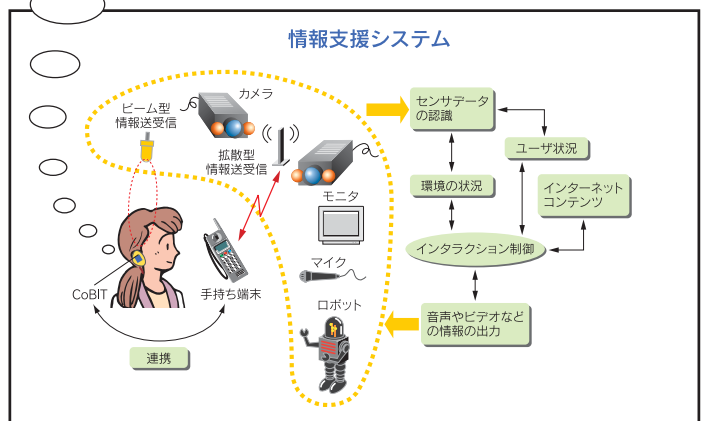 情報支援システム
カメラ
ビーム型
情報送受信
拡散型
情報送受信
モニタ
マイク
ロボット
CoBIT
手持ち端末
連携
センサデータ
の認識
ユーザ状況
環境の状況
インターネット
コンテンツ
インタラクション制御
音声やビデオなど
の情報の出力